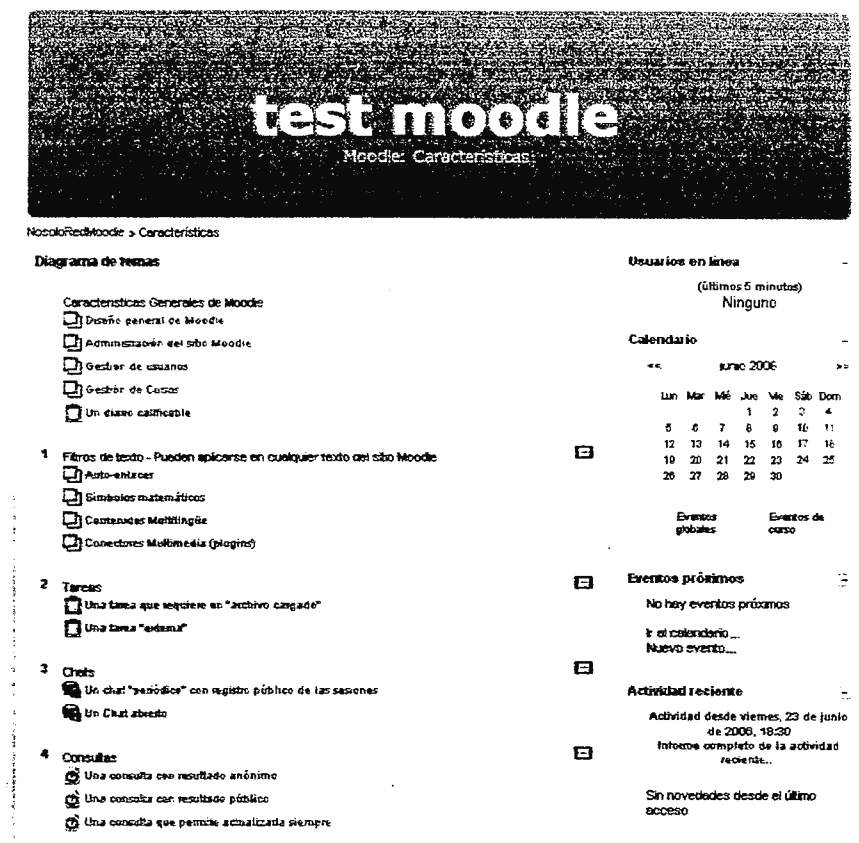 test moodle
Moodle: Características
NosoloRedMoodle > Características
Diagrama de temas
Características Generales de Moodle
Diseño general de Moodle
Administración del sitio Moodle
Gestión de usuarios
Gestión de Cursos
Un diario calificable
1 Filtros de texto - Pueden aplicarse en cualquier texto del sitio Moodle
Auto-enlaces
Símbolos matemáticos
Contenidos Multilingüe
Conectores Multimedia (plugins)
2 Tareas
Una tarea que requiere un "archivo cargado"
Una tarea "externa"
3 Chats
Un chat "periódico" con registro público de las sesiones
Un Chat abierto
4 Consultas
Una consulta con resultado anónimo
Una consulta con resultado público
Una consulta que permite actualizada siempre
Usuarios en línea
(últimos 5 minutos)
Ninguno
Calendario
<< junio 2006 >>
Lun Mar Mié Jue Vie Sáb Dom
1 2 3 4
5 6 7 8 9 10 11
12 13 14 15 16 17 18
19 20 21 22 23 24 25
26 27 28 29 30
Eventos globales
Eventos de curso
Eventos próximos
No hay eventos próximos
Ir al calendario...
Nuevo evento...
Actividad reciente
Actividad desde viernes, 23 de junio
de 2006, 18:30
Informe completo de la actividad
reciente...
Sin novedades desde el último
acceso